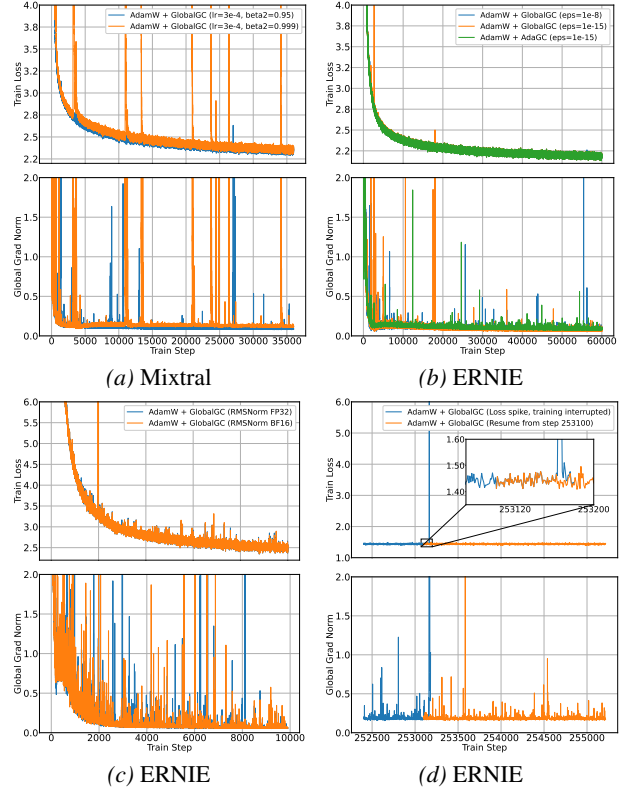 4.0
3.8
3.5
3.2
3.0
2.8
2.5
2.2
Train Loss
AdamW + GlobalGC (lr=3e-4, beta2=0.95)
AdamW + GlobalGC (lr=3e-4, beta2=0.999)
2.0
1.5
1.0
0.5
0.0
Global Grad Norm
0 5000 10000 15000 20000 25000 30000 35000
Train Step
(a) Mixtral
4.0
3.8
3.5
3.2
3.0
2.8
2.5
2.2
Train Loss
AdamW + GlobalGC (eps=1e-8)
AdamW + GlobalGC (eps=1e-15)
AdamW + AdaGC (eps=1e-15)
2.0
1.5
1.0
0.5
0.0
Global Grad Norm
0 10000 20000 30000 40000 50000 60000
Train Step
(b) ERNIE
6.0
5.5
5.0
4.5
4.0
3.5
3.0
2.5
Train Loss
AdamW + GlobalGC (RMSNorm FP32)
AdamW + GlobalGC (RMSNorm BF16)
2.0
1.5
1.0
0.5
0.0
Global Grad Norm
0 2000 4000 6000 8000 10000
Train Step
(c) ERNIE
6.0
5.0
4.0
3.0
2.0
1.0
Train Loss
AdamW + GlobalGC (Loss spike, training interrupted)
AdamW + GlobalGC (Resume from step 253100)
1.60
1.50
1.40
253120 253200
2.0
1.5
1.0
0.5
0.0
Global Grad Norm
252500 253000 253500 254000 254500 255000
Train Step
(d) ERNIE